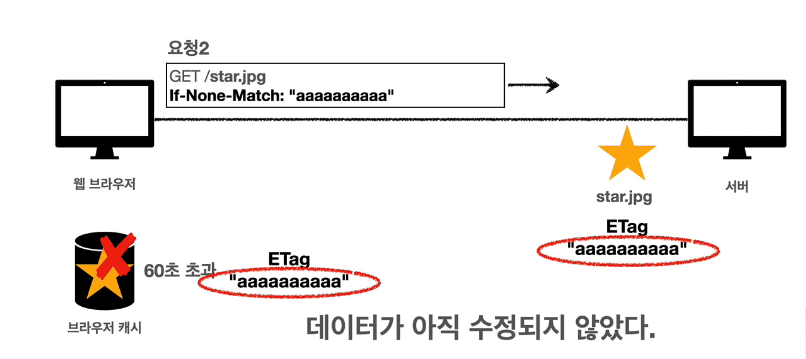 요청2
GET /star.jpg
If-None-Match: "aaaaaaaaaa"
웹 브라우저
star.jpg
서버
ETag
"aaaaaaaaaa"
60초 초과
ETag
"aaaaaaaaaa"
브라우저 캐시
데이터가 아직 수정되지 않았다.